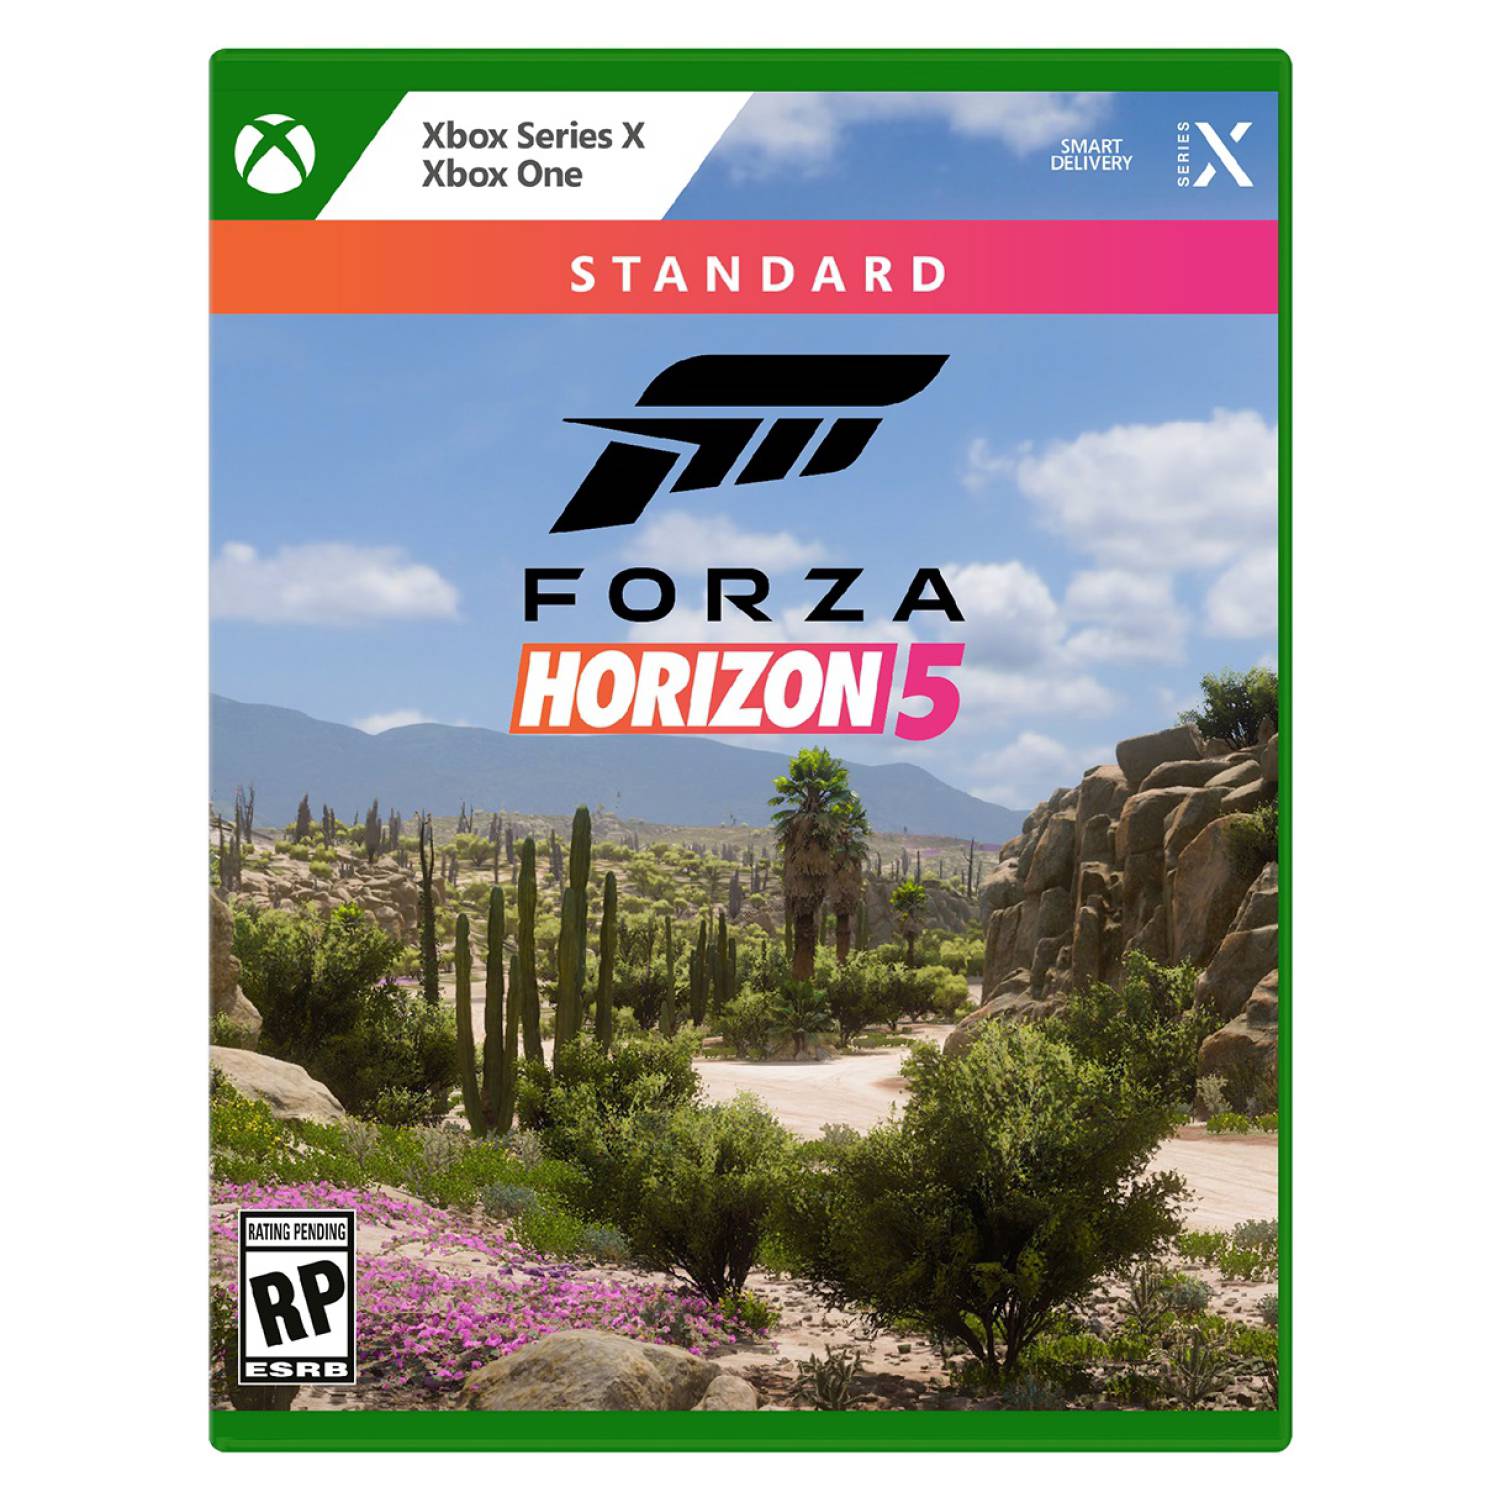 Xbox Series X
Xbox One
SMART
DELIVERY
SERIES X
STANDARD
FORZA
HORIZON 5
RATING PENDING
RP
ESRB